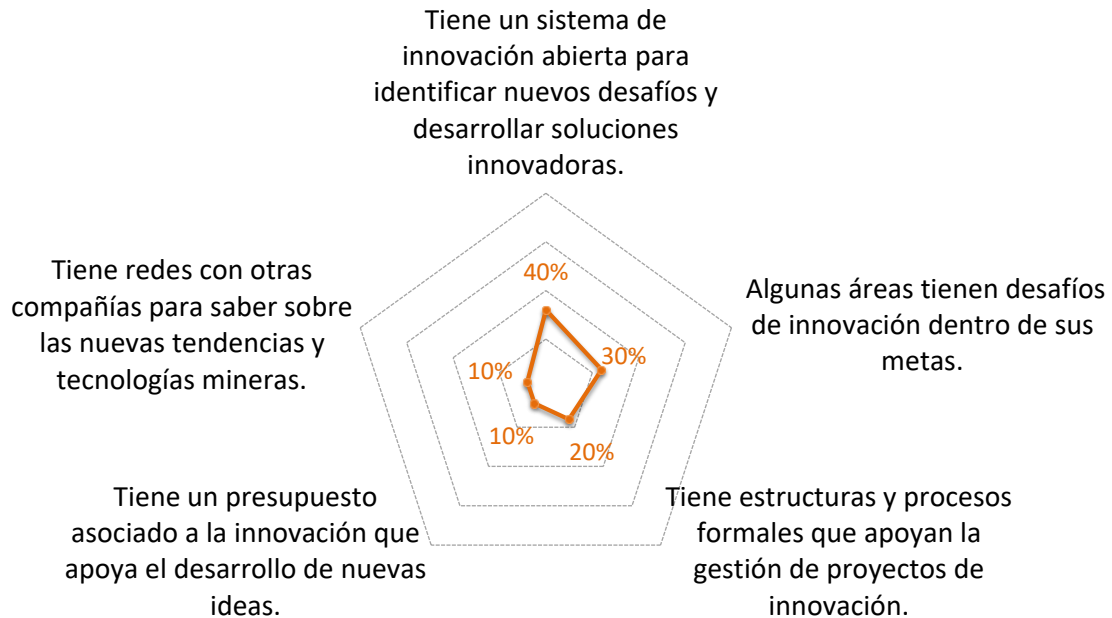 Tiene un sistema de
innovación abierta para
identificar nuevos desafíos y
desarrollar soluciones
innovadoras.
40%
Algunas áreas tienen desafíos
de innovación dentro de sus
metas.
30%
Tiene estructuras y procesos
formales que apoyan la
gestión de proyectos de
innovación.
20%
Tiene un presupuesto
asociado a la innovación que
apoya el desarrollo de nuevas
ideas.
10%
Tiene redes con otras
compañías para saber sobre
las nuevas tendencias y
tecnologías mineras.
10%